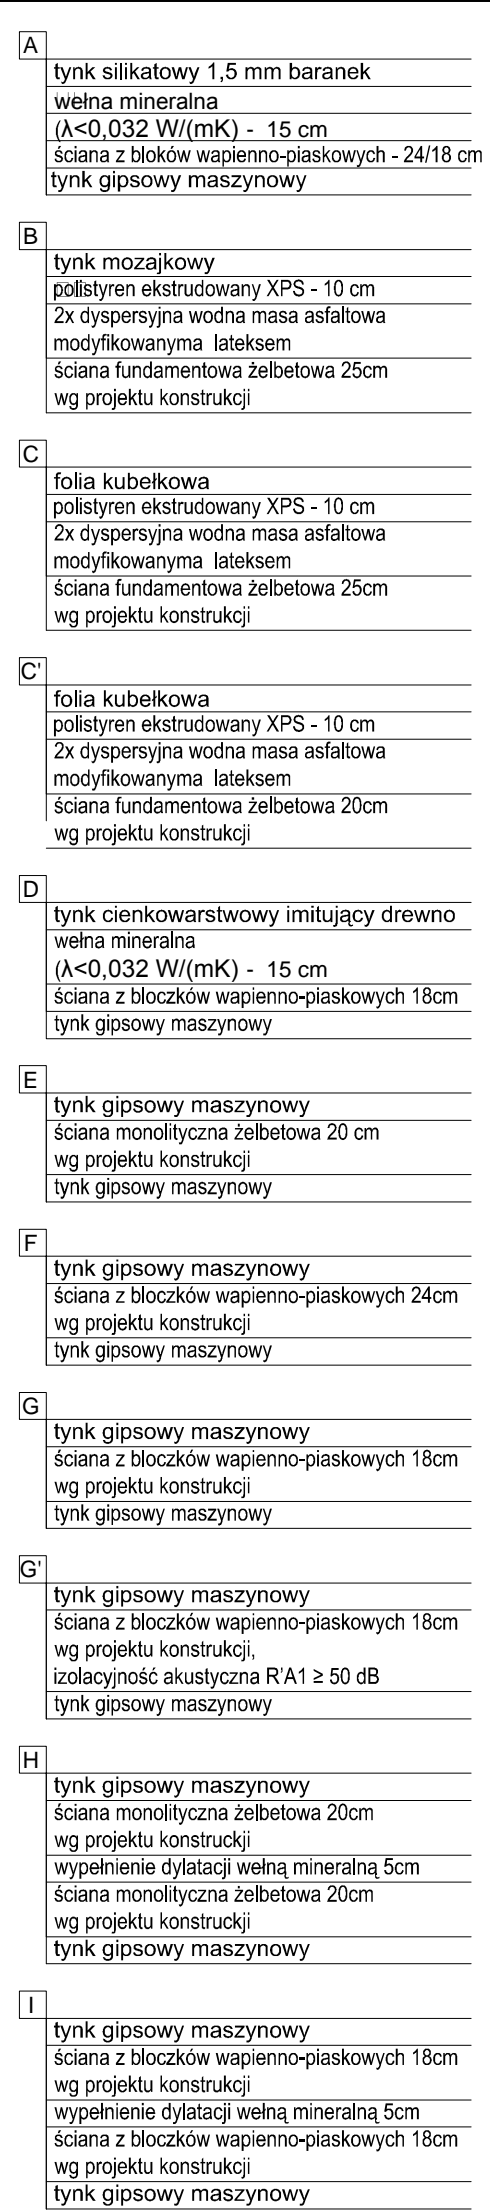 A
tynk silikatowy 1,5 mm baranek
wełna mineralna
(λ<0,032 W/(mK) - 15 cm
ściana z bloków wapienno-piaskowych - 24/18 cm
tynk gipsowy maszynowy
B
tynk mozajkowy
polistyren ekstrudowany XPS - 10 cm
2x dyspersyjna wodna masa asfaltowa
modyfikowanyma lateksem
ściana fundamentowa żelbetowa 25cm
wg projektu konstrukcji
C
folia kubełkowa
polistyren ekstrudowany XPS - 10 cm
2x dyspersyjna wodna masa asfaltowa
modyfikowanyma lateksem
ściana fundamentowa żelbetowa 25cm
wg projektu konstrukcji
C'
folia kubełkowa
polistyren ekstrudowany XPS - 10 cm
2x dyspersyjna wodna masa asfaltowa
modyfikowanyma lateksem
ściana fundamentowa żelbetowa 20cm
wg projektu konstrukcji
D
tynk cienkowarstwowy imitujący drewno
wełna mineralna
(λ<0,032 W/(mK) - 15 cm
ściana z bloczków wapienno-piaskowych 18cm
tynk gipsowy maszynowy
E
tynk gipsowy maszynowy
ściana monolityczna żelbetowa 20 cm
wg projektu konstrukcji
tynk gipsowy maszynowy
F
tynk gipsowy maszynowy
ściana z bloczków wapienno-piaskowych 24cm
wg projektu konstrukcji
tynk gipsowy maszynowy
G
tynk gipsowy maszynowy
ściana z bloczków wapienno-piaskowych 18cm
wg projektu konstrukcji
tynk gipsowy maszynowy
G'
tynk gipsowy maszynowy
ściana z bloczków wapienno-piaskowych 18cm
wg projektu konstrukcji,
izolacyjność akustyczna R'A1 ≥ 50 dB
tynk gipsowy maszynowy
H
tynk gipsowy maszynowy
ściana monolityczna żelbetowa 20cm
wg projektu konstruckji
wypełnienie dylatacji wełną mineralną 5cm
ściana monolityczna żelbetowa 20cm
wg projektu konstruckji
tynk gipsowy maszynowy
I
tynk gipsowy maszynowy
ściana z bloczków wapienno-piaskowych 18cm
wg projektu konstrukcji
wypełnienie dylatacji wełną mineralną 5cm
ściana z bloczków wapienno-piaskowych 18cm
wg projektu konstrukcji
tynk gipsowy maszynowy